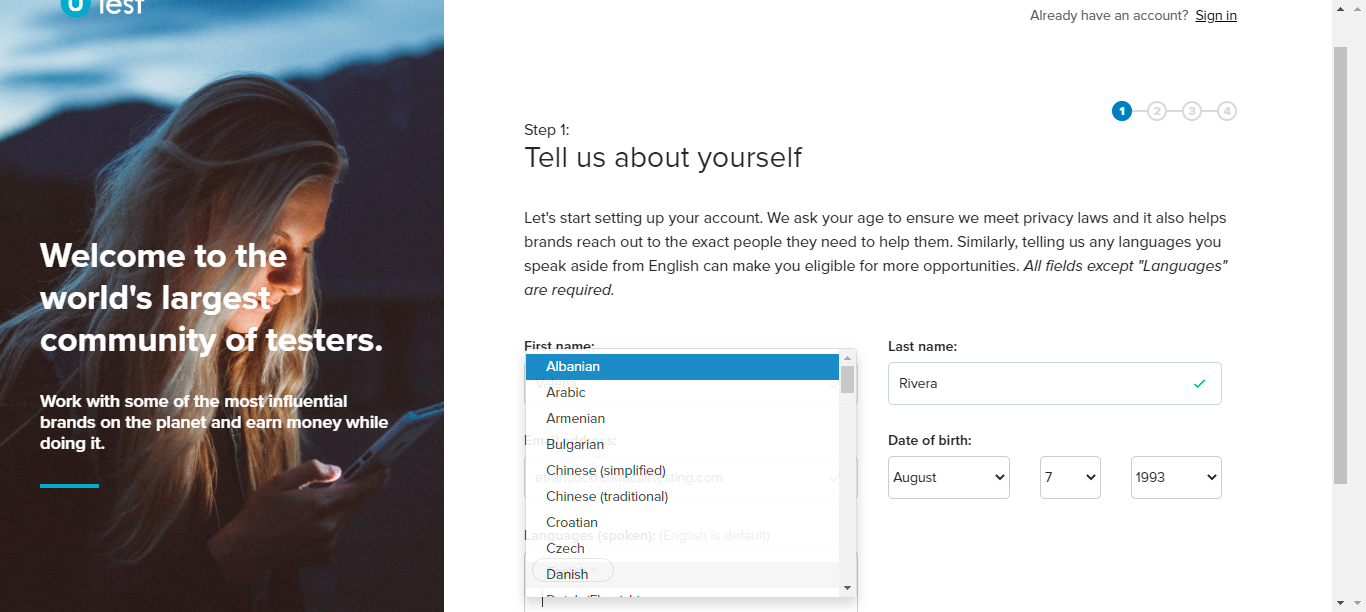 uTest
Already have an account? Sign in
1 2 3 4
Step 1:
Tell us about yourself
Let's start setting up your account. We ask your age to ensure we meet privacy laws and it also helps
brands reach out to the exact people they need to help them. Similarly, telling us any languages you
speak aside from English can make you eligible for more opportunities. All fields except "Languages"
are required.
Welcome to the
world's largest
community of testers.
Work with some of the most influential
brands on the planet and earn money while
doing it.
First name:
Last name:
Rivera
Email address:
Date of birth:
August
7
1993
Languages (spoken): (English is default)
Albanian
Arabic
Armenian
Bulgarian
Chinese (simplified)
Chinese (traditional)
Croatian
Czech
Danish